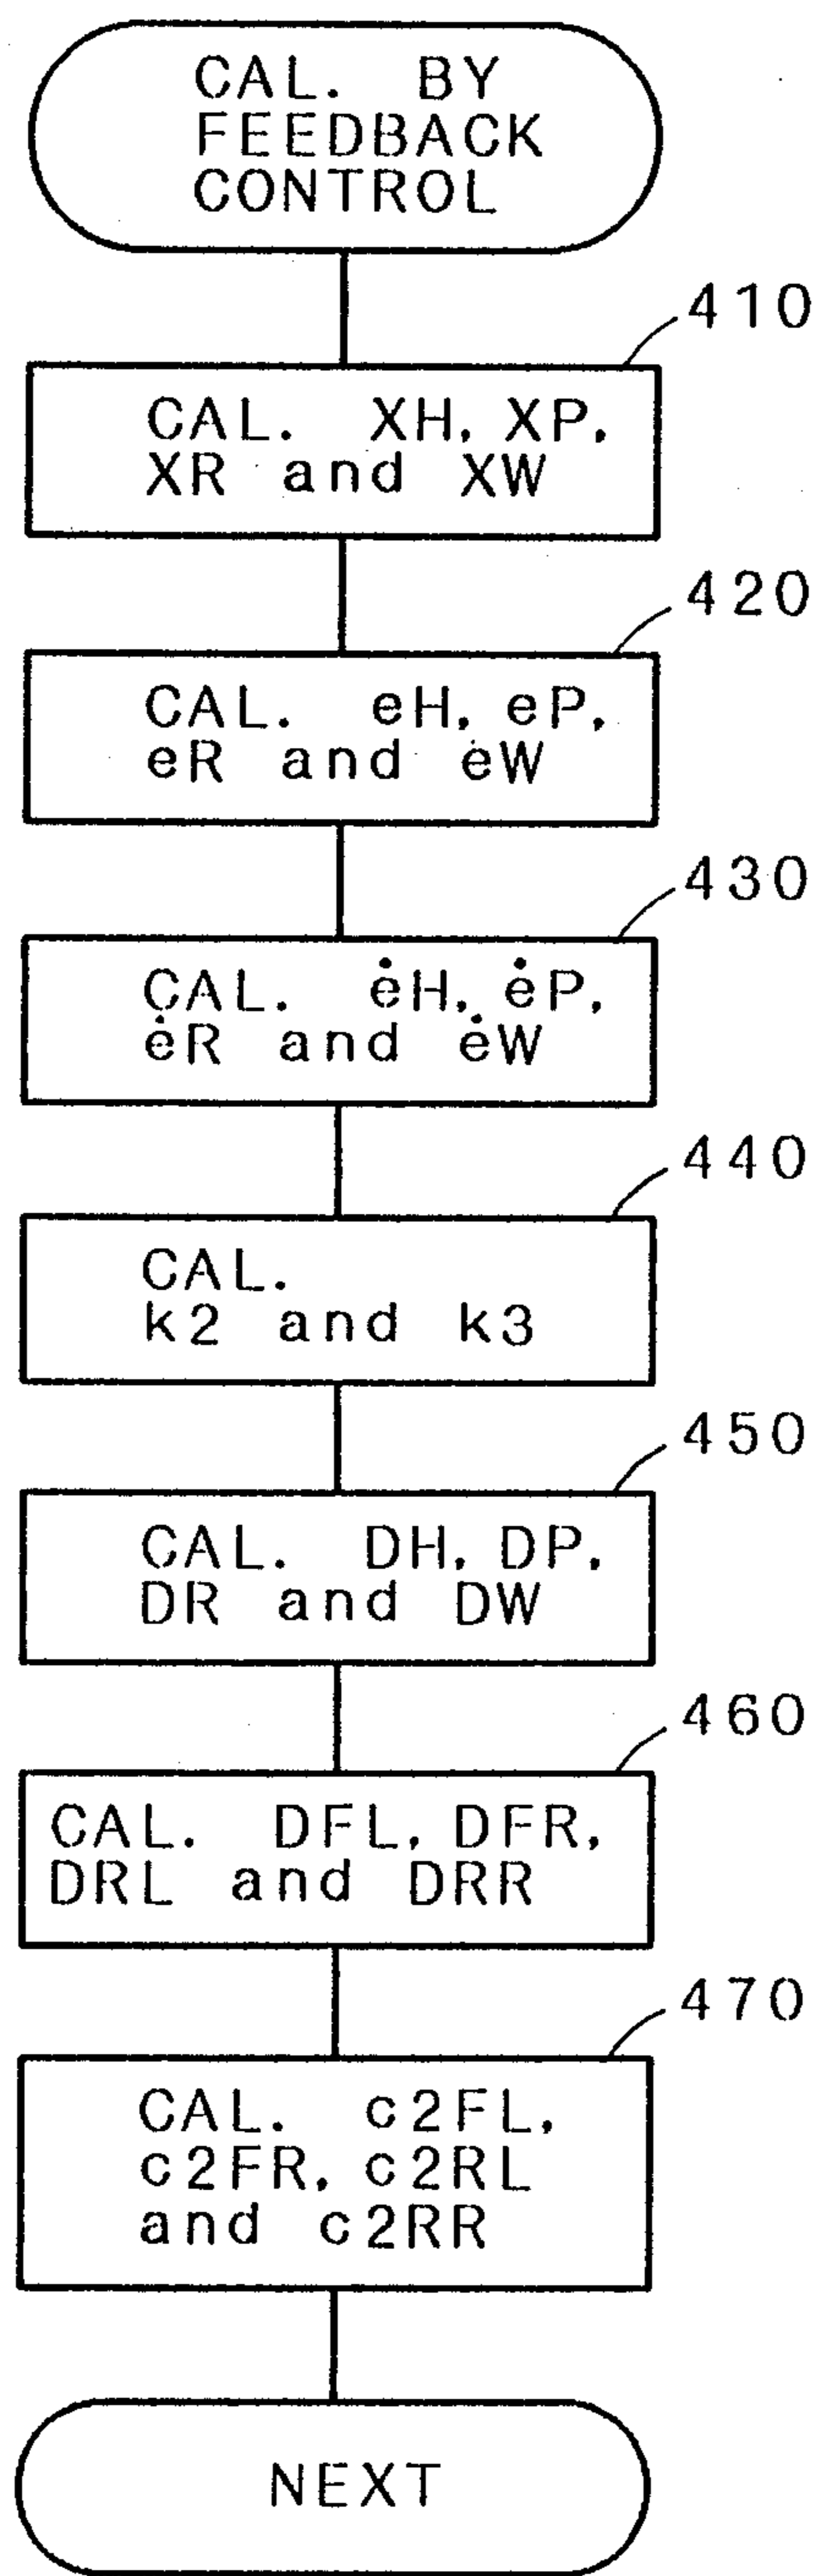 CAL. BY
FEEDBACK
CONTROL
410
CAL. XH, XP,
XR and XW
420
CAL. eH, eP,
eR and ėW
430
CAL. ėH, ėP,
ėR and ėW
440
CAL.
k2 and k3
450
CAL. DH, DP,
DR and DW
460
CAL. DFL, DFR,
DRL and DRR
470
CAL. c2FL,
c2FR, c2RL
and c2RR
NEXT